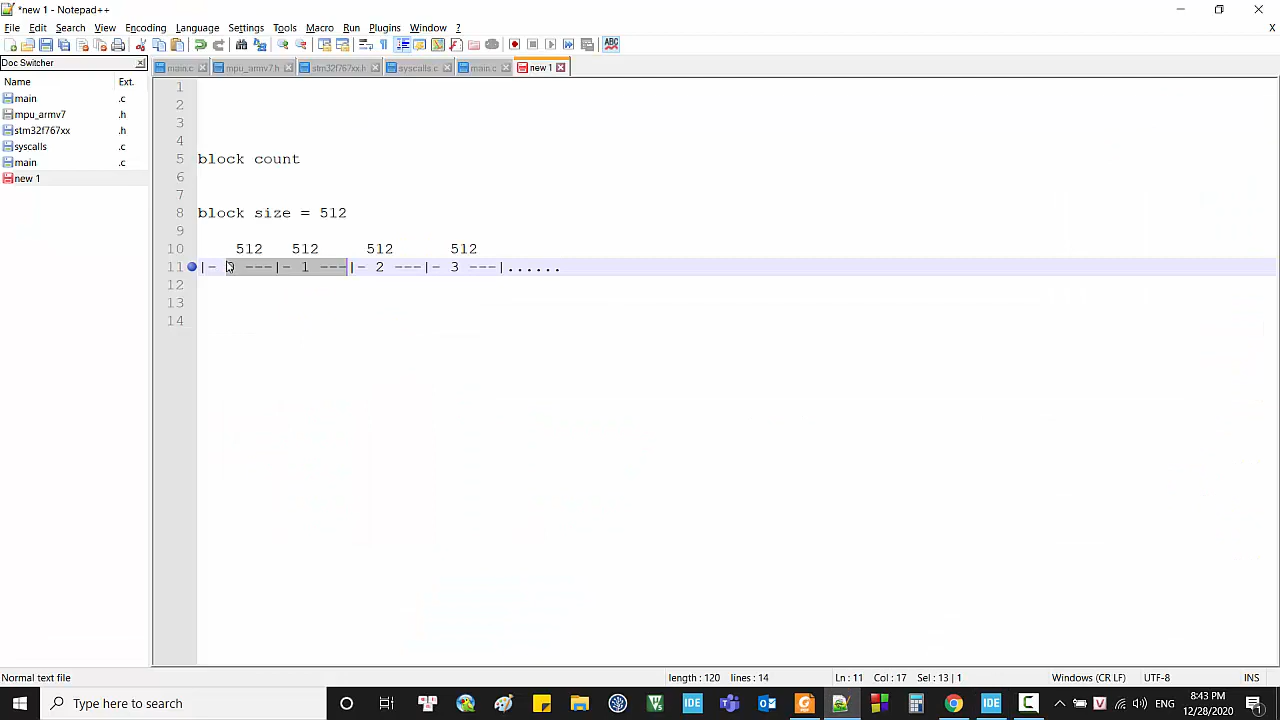 *new 1 - Notepad++
File Edit Search View Encoding Language Settings Tools Macro Run Plugins Window ?
X
Doc Switcher
main.c mpu_armv7.h stm32f767xx.h syscalls.c main.c new 1
Name Ext.
main .c
mpu_armv7 .h
stm32f767xx .h
syscalls .c
main .c
new 1
1
2
3
4
5 block count
6
7
8 block size = 512
9
10 512 512 512 512
11 |- 0 ---|- 1 ---|- 2 ---|- 3 ---|......
12
13
14
Normal text file length : 120 lines : 14 Ln : 11 Col : 17 Sel : 13 | 1 Windows (CR LF) UTF-8 INS
Type here to search
IDE IDE
ENG
8:43 PM
12/28/2020